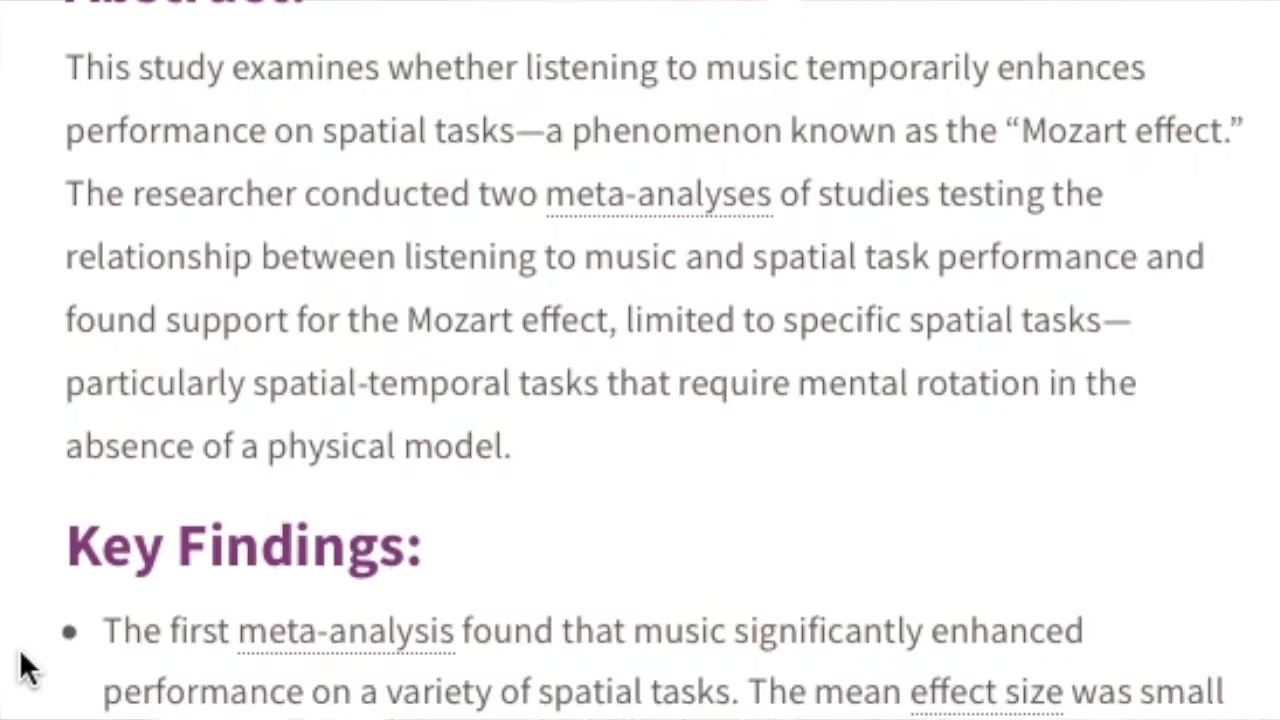 Abstract:
This study examines whether listening to music temporarily enhances
performance on spatial tasks—a phenomenon known as the “Mozart effect.”
The researcher conducted two meta-analyses of studies testing the
relationship between listening to music and spatial task performance and
found support for the Mozart effect, limited to specific spatial tasks—
particularly spatial-temporal tasks that require mental rotation in the
absence of a physical model.
Key Findings:
• The first meta-analysis found that music significantly enhanced
performance on a variety of spatial tasks. The mean effect size was small